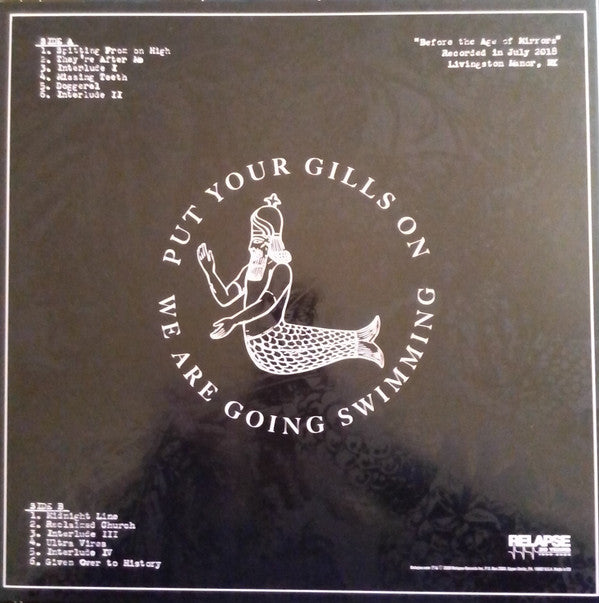 SIDE A
1. Spitting From on High
2. They're After Me
3. Interlude I
4. Missing Teeth
5. Doggerel
6. Interlude II
"Before the Age of Mirrors"
Recorded in July 2018
Livingston Manor, NY
PUT YOUR GILLS ON
WE ARE GOING SWIMMING
SIDE B
1. Midnight Line
2. Reclaimed Church
3. Interlude III
4. Ultra Vires
5. Interlude IV
6. Given Over to History
RELAPSE